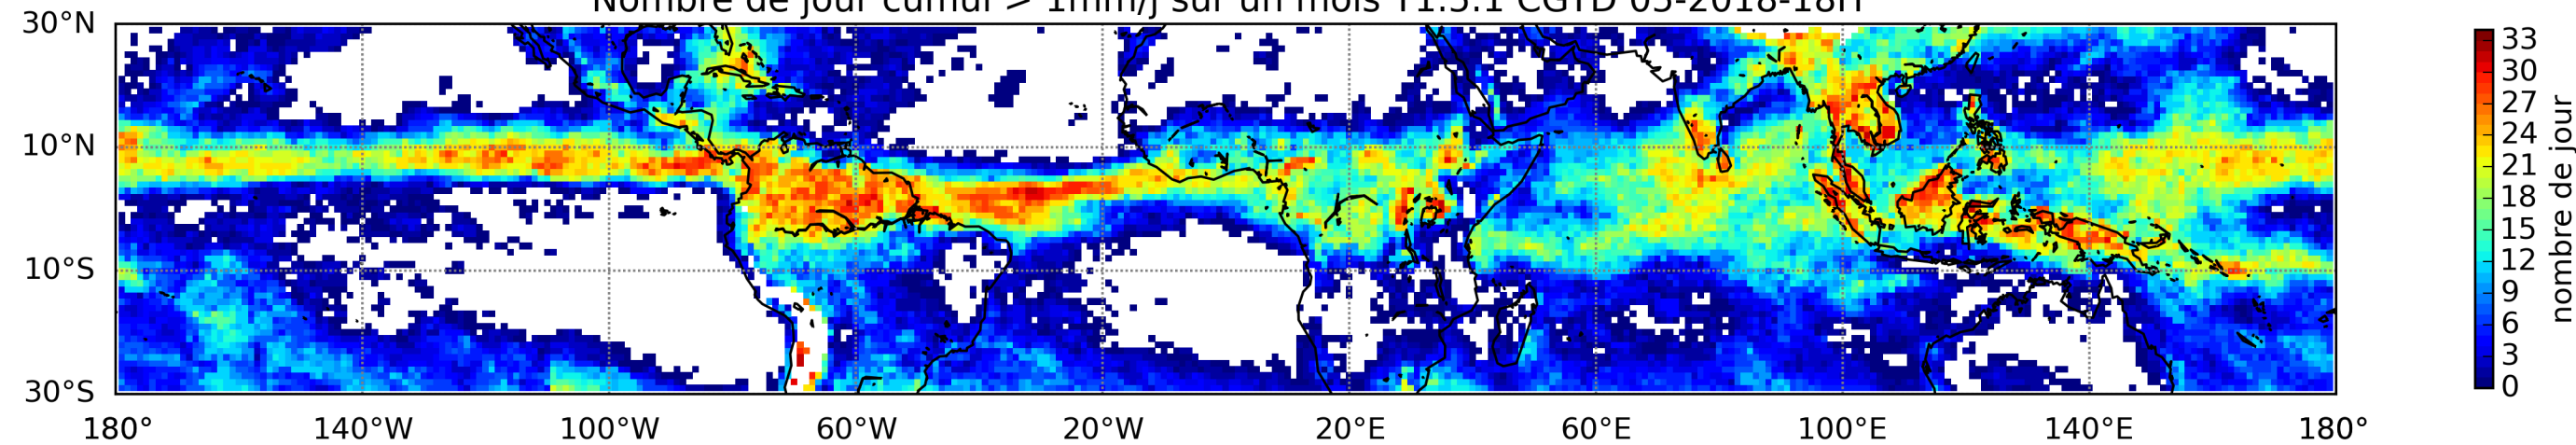 Nombre de jour cumul > 1mm/j sur un mois T1.5.1 CGTD 05-2018-18H
30°N
10°N
10°S
30°S
180° 140°W 100°W 60°W 20°W 20°E 60°E 100°E 140°E 180°
33
30
27
24
21
18
15
12
9
6
3
0
nombre de jour